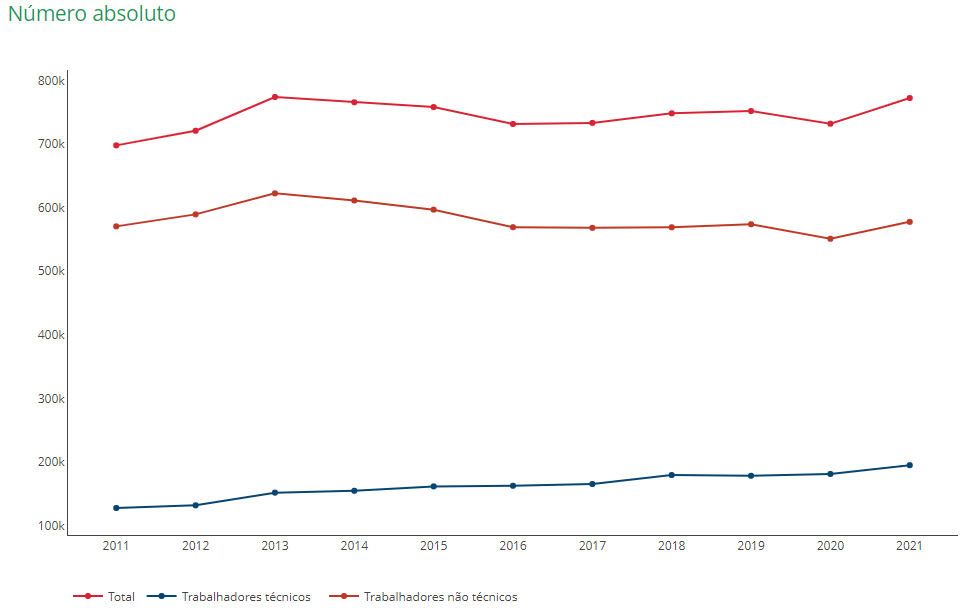 Número absoluto
800k
700k
600k
500k
400k
300k
200k
100k
2011 2012 2013 2014 2015 2016 2017 2018 2019 2020 2021
Total Trabalhadores técnicos Trabalhadores não técnicos